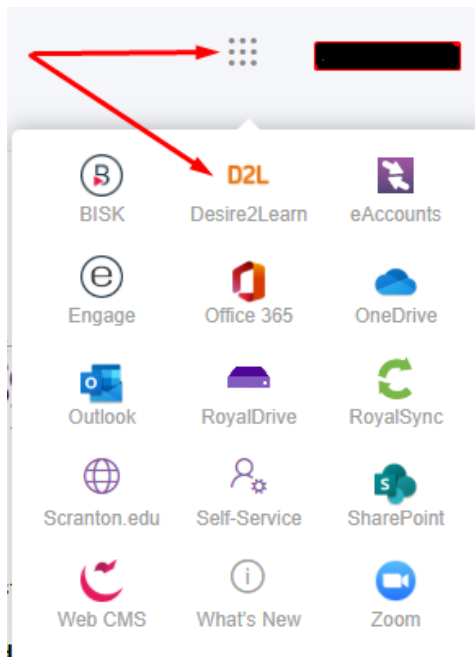 D2L
BISK Desire2Learn eAccounts
Engage Office 365 OneDrive
Outlook RoyalDrive RoyalSync
Scranton.edu Self-Service SharePoint
Web CMS What's New Zoom